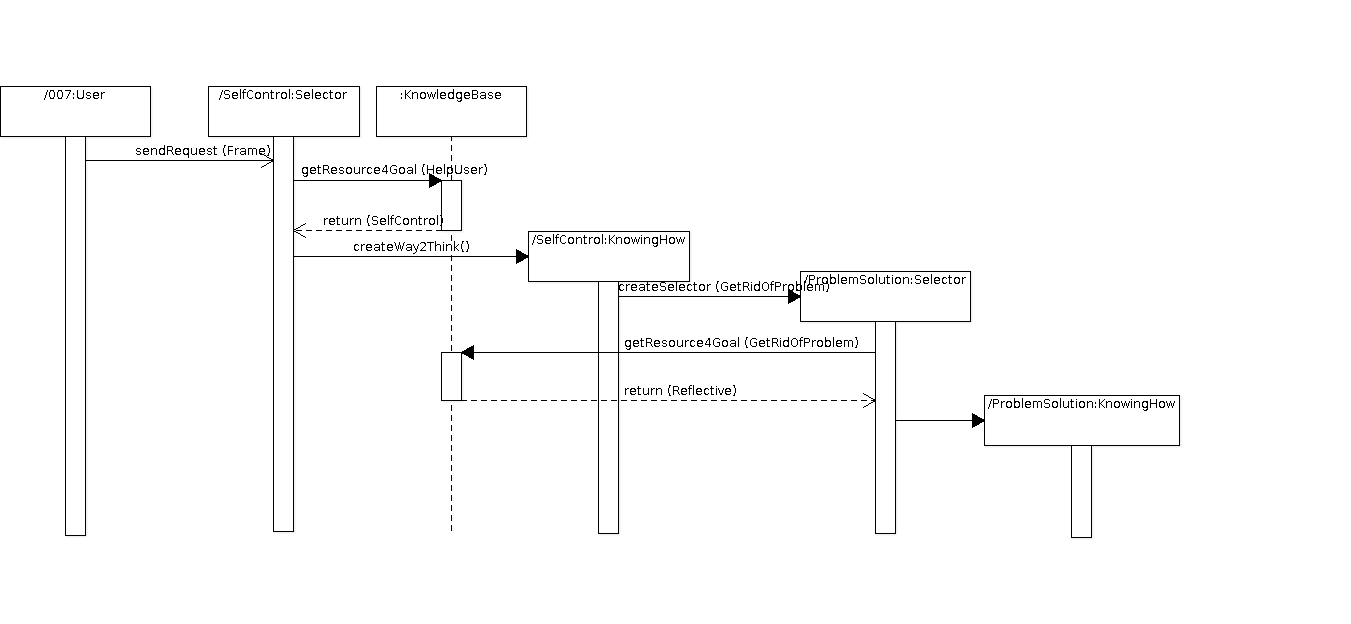 /007:User
/SelfControl:Selector
:KnowledgeBase
sendRequest (Frame)
getResource4Goal (HelpUser)
return (SelfControl)
createWay2Think()
/SelfControl:KnowingHow
/ProblemSolution:Selector
createSelector (GetRidOfProblem)
getResource4Goal (GetRidOfProblem)
return (Reflective)
/ProblemSolution:KnowingHow